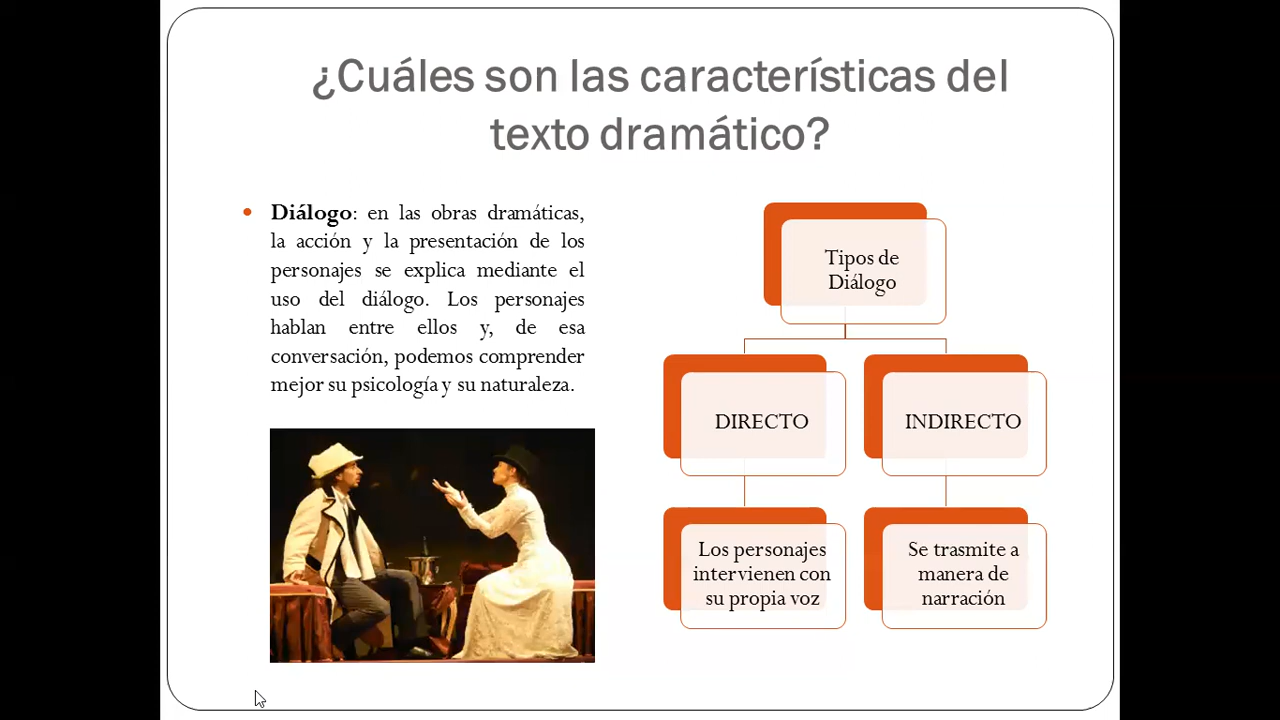 ¿Cuáles son las características del
texto dramático?
• Diálogo: en las obras dramáticas,
la acción y la presentación de los
personajes se explica mediante el
uso del diálogo. Los personajes
hablan entre ellos y, de esa
conversación, podemos comprender
mejor su psicología y su naturaleza.
Tipos de
Diálogo
DIRECTO
INDIRECTO
Los personajes
intervienen con
su propia voz
Se trasmite a
manera de
narración